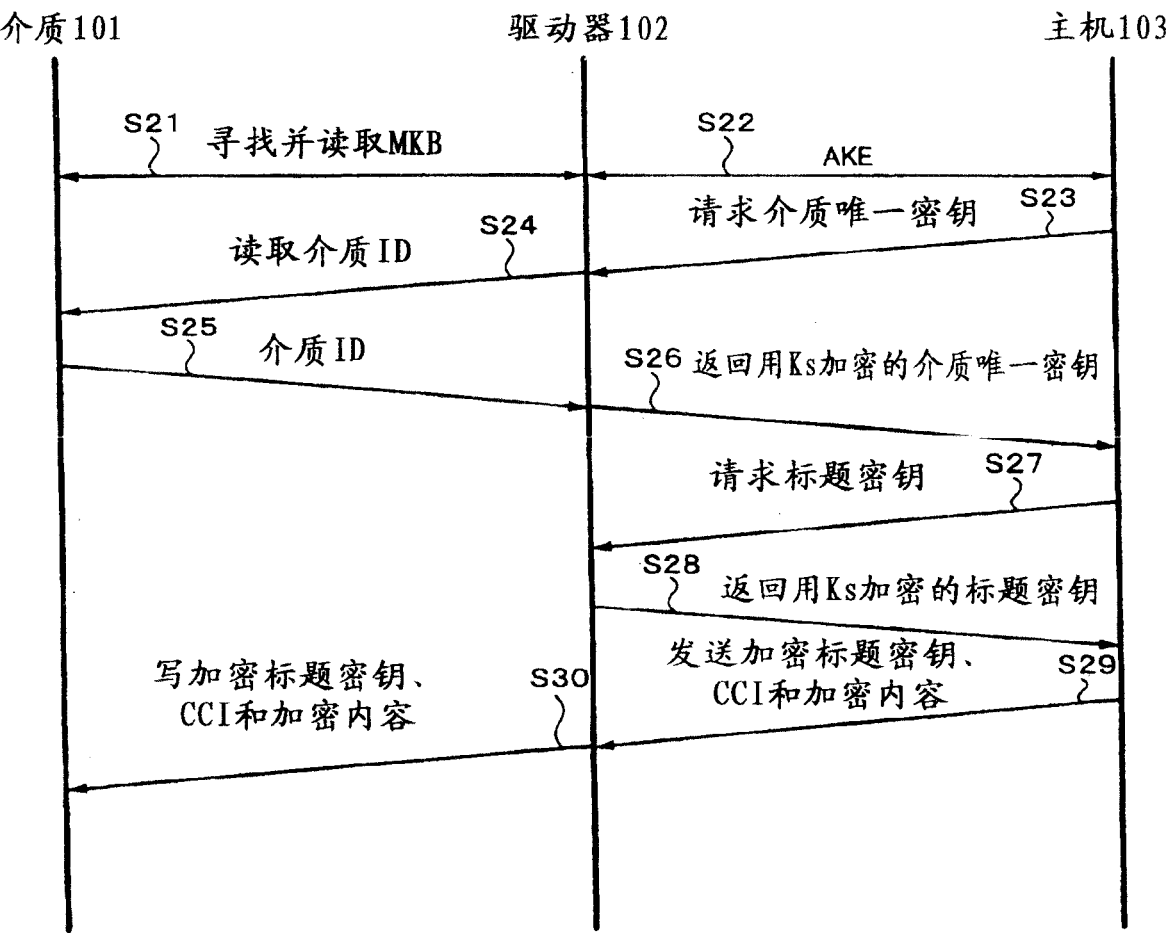 介质101
驱动器102
主机103
S21
寻找并读取MKB
S22
AKE
请求介质唯一密钥
S23
读取介质ID
S24
S25
介质ID
S26
返回用Ks加密的介质唯一密钥
请求标题密钥
S27
S28
返回用Ks加密的标题密钥
写加密标题密钥、
CCI和加密内容
S30
发送加密标题密钥、
CCI和加密内容
S29